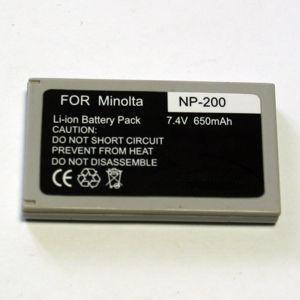 FOR Minolta NP-200
Li-ion Battery Pack 7.4V 650mAh
CAUTION:
DO NOT SHORT CIRCUIT
PREVENT FROM HEAT
DO NOT DISASSEMBLE